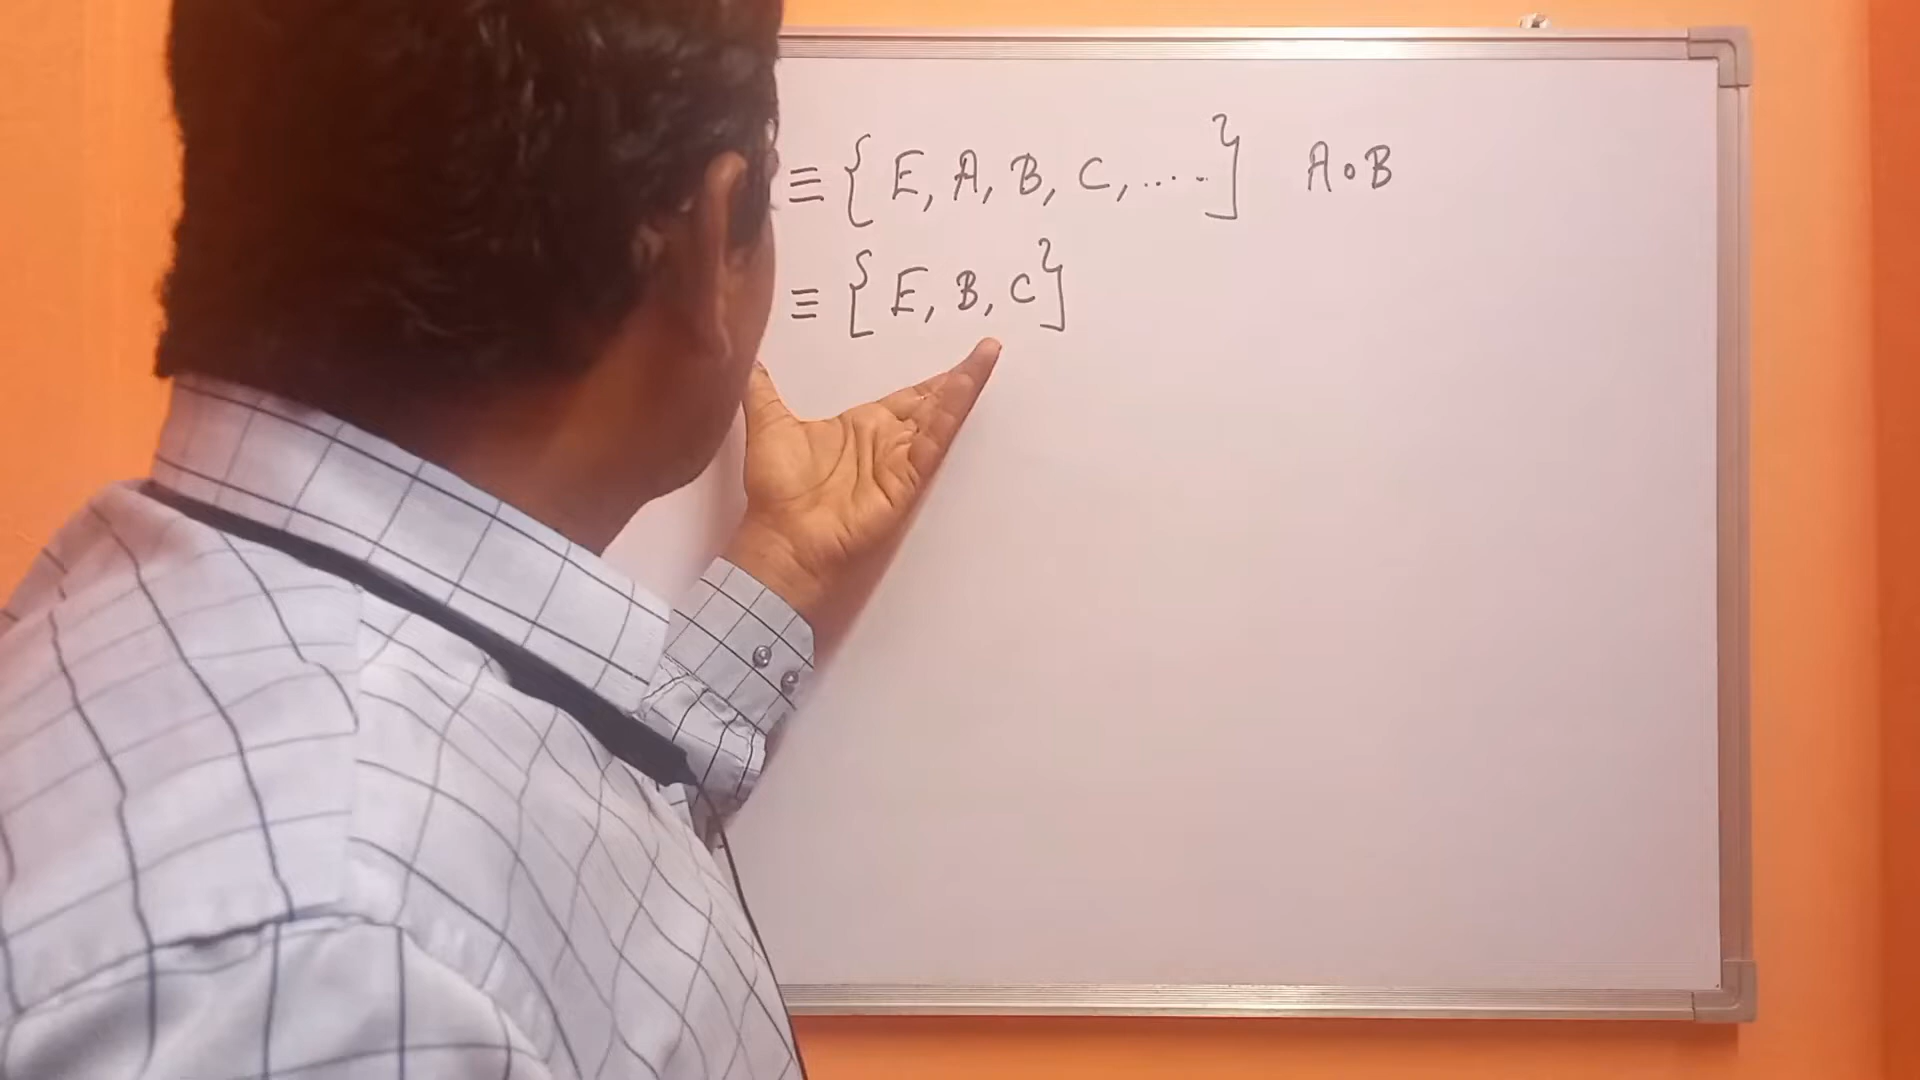 ≡ { E, A, B, C, ..... } A∘B
≡ { E, B, C }